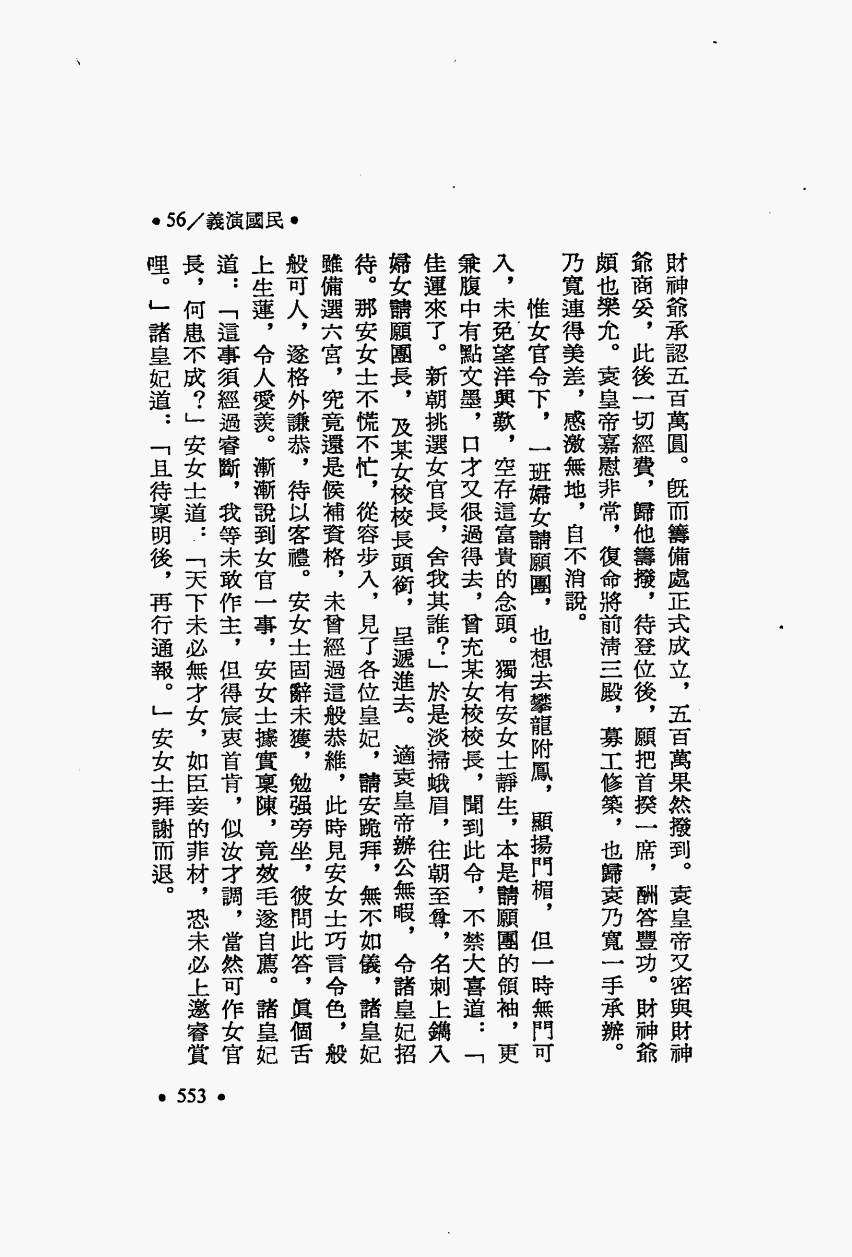 •民國演義/56•
財神爺承認五百萬圓。旣而籌備處正式成立，五百萬果然撥到。袁皇帝又密與財神
爺商妥，此後一切經費，歸他籌撥，待登位後，願把首揆一席，酬答豐功。財神爺
頗也樂允。袁皇帝嘉慰非常，復命將前淸三殿，募工修築，也歸袁乃寬一手承辦。
乃寬連得美差，感激無地，自不消說。
惟女官令下，一班婦女請願團，也想去攀龍附鳳，顯揚門楣，但一時無門可
入，未免望洋興歎，空存這富貴的念頭。獨有安女士靜生，本是請願團的領袖，更
兼腹中有點文墨，口才又很過得去，曾充某女校校長，聞到此令，不禁大喜道：「
佳運來了。新朝挑選女官長，舍我其誰？」於是淡掃蛾眉，往朝至尊，名刺上鐫入
婦女請願團長，及某女校校長頭銜，呈遞進去。適袁皇帝辦公無暇，令諸皇妃招
待。那安女士不慌不忙，從容步入，見了各位皇妃，請安跪拜，無不如儀，諸皇妃
雖備選六宮，究竟還是候補資格，未曾經過這般恭維，此時見安女士巧言令色，般
般可人，遂格外謙恭，待以客禮。安女士固辭未獲，勉强旁坐，彼問此答，眞個舌
上生蓮，令人愛羨。漸漸說到女官一事，安女士據實稟陳，竟效毛遂自薦。諸皇妃
道：「這事須經過睿斷，我等未敢作主，但得宸衷首肯，似汝才調，當然可作女官
長，何患不成？」安女士道：「天下未必無才女，如臣妾的菲材，恐未必上邀睿賞
哩。」諸皇妃道：「且待稟明後，再行通報。」安女士拜謝而退。
•553•